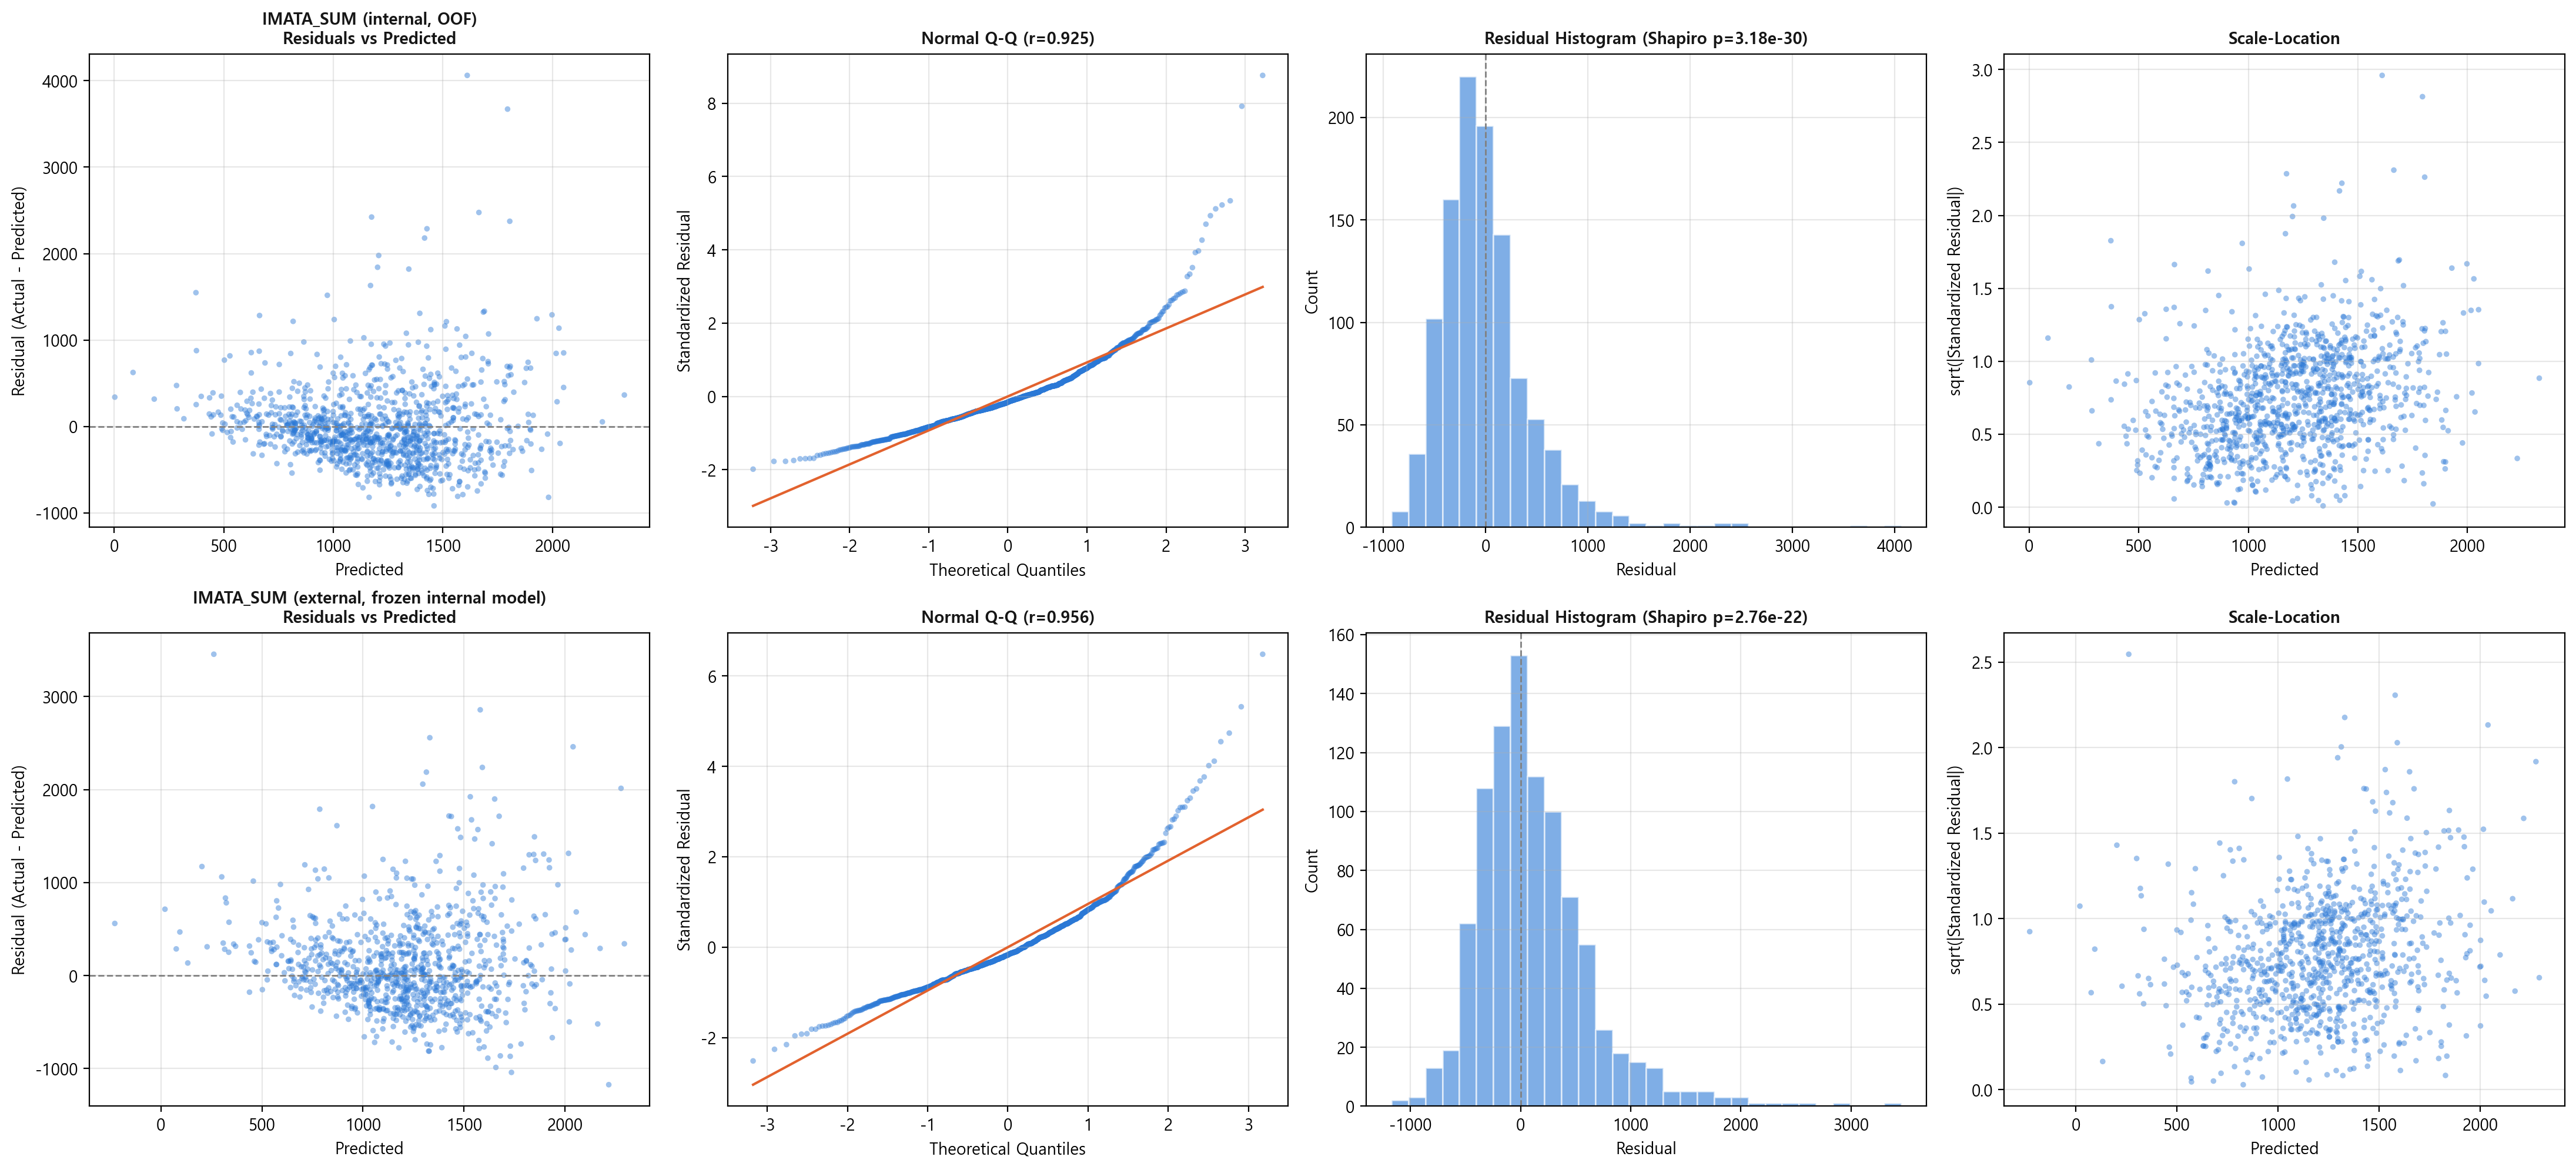 IMATA_SUM (internal, OOF)
Residuals vs Predicted
Residual (Actual - Predicted)
4000
3000
2000
1000
0
-1000
0 500 1000 1500 2000
Predicted
Normal Q-Q (r=0.925)
Standardized Residual
8
6
4
2
0
-2
-3 -2 -1 0 1 2 3
Theoretical Quantiles
Residual Histogram (Shapiro p=3.18e-30)
Count
200
150
100
50
0
-1000 0 1000 2000 3000 4000
Residual
Scale-Location
sqrt(|Standardized Residual|)
3.0
2.5
2.0
1.5
1.0
0.5
0.0
0 500 1000 1500 2000
Predicted
IMATA_SUM (external, frozen internal model)
Residuals vs Predicted
Residual (Actual - Predicted)
3000
2000
1000
0
-1000
0 500 1000 1500 2000
Predicted
Normal Q-Q (r=0.956)
Standardized Residual
6
4
2
0
-2
-3 -2 -1 0 1 2 3
Theoretical Quantiles
Residual Histogram (Shapiro p=2.76e-22)
Count
160
140
120
100
80
60
40
20
0
-1000 0 1000 2000 3000
Residual
Scale-Location
sqrt(|Standardized Residual|)
2.5
2.0
1.5
1.0
0.5
0.0
0 500 1000 1500 2000
Predicted